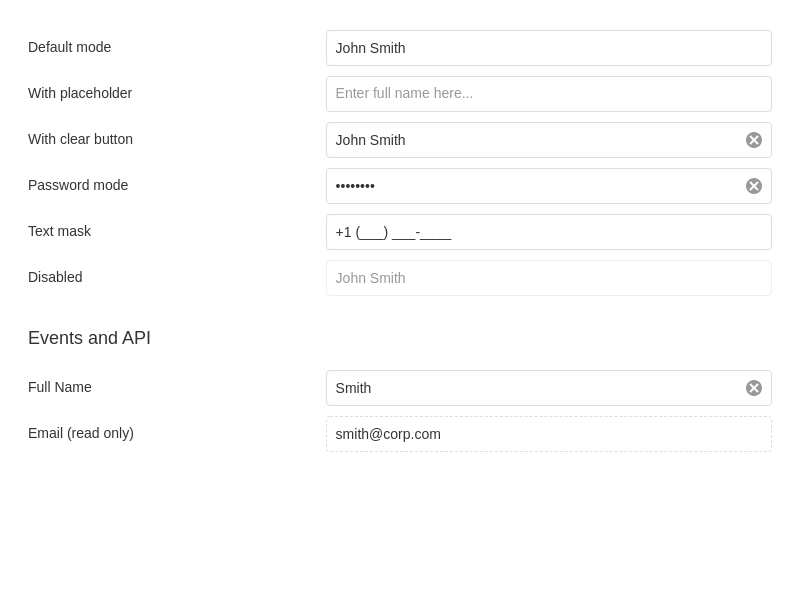 Default mode
John Smith
With placeholder
Enter full name here...
With clear button
John Smith
Password mode
••••••••
Text mask
+1 (___) ___-____
Disabled
John Smith
Events and API
Full Name
Smith
Email (read only)
smith@corp.com